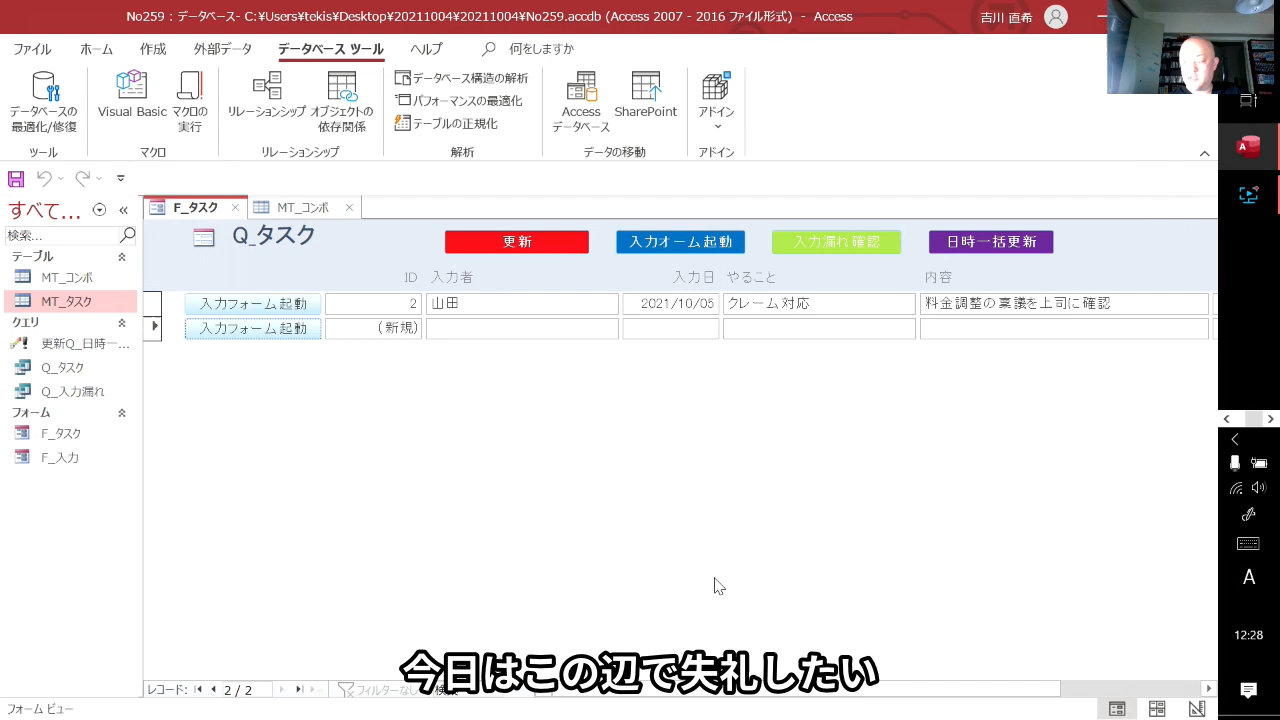 No259 : データベース- C:¥Users¥tekis¥Desktop¥20211004¥20211004¥No259.accdb (Access 2007 - 2016 ファイル形式) - Access
吉川 直希
ファイル ホーム 作成 外部データ データベース ツール ヘルプ 何をしますか
データベースの
最適化/修復
Visual Basic
マクロの
実行
リレーションシップ
オブジェクトの
依存関係
データベース構造の解析
パフォーマンスの最適化
テーブルの正規化
Access
データベース
SharePoint
アドイン
ツール マクロ リレーションシップ 解析 データの移動 アドイン
すべて...
検索...
テーブル
MT_コンボ
MT_タスク
クエリ
更新Q_日時一...
Q_タスク
Q_入力漏れ
フォーム
F_タスク
F_入力
F_タスク MT_コンボ
Q_タスク
更新 入力オーム起動 入力漏れ確認 日時一括更新
ID 入力者 入力日 やること 内容
入力フォーム起動 2 山田 2021/10/05 クレーム対応 料金調整の稟議を上司に確認
入力フォーム起動 (新規)
今日はこの辺で失礼したい
レコード: 2 / 2 フィルターな
フォーム ビュー
A
A
12:28